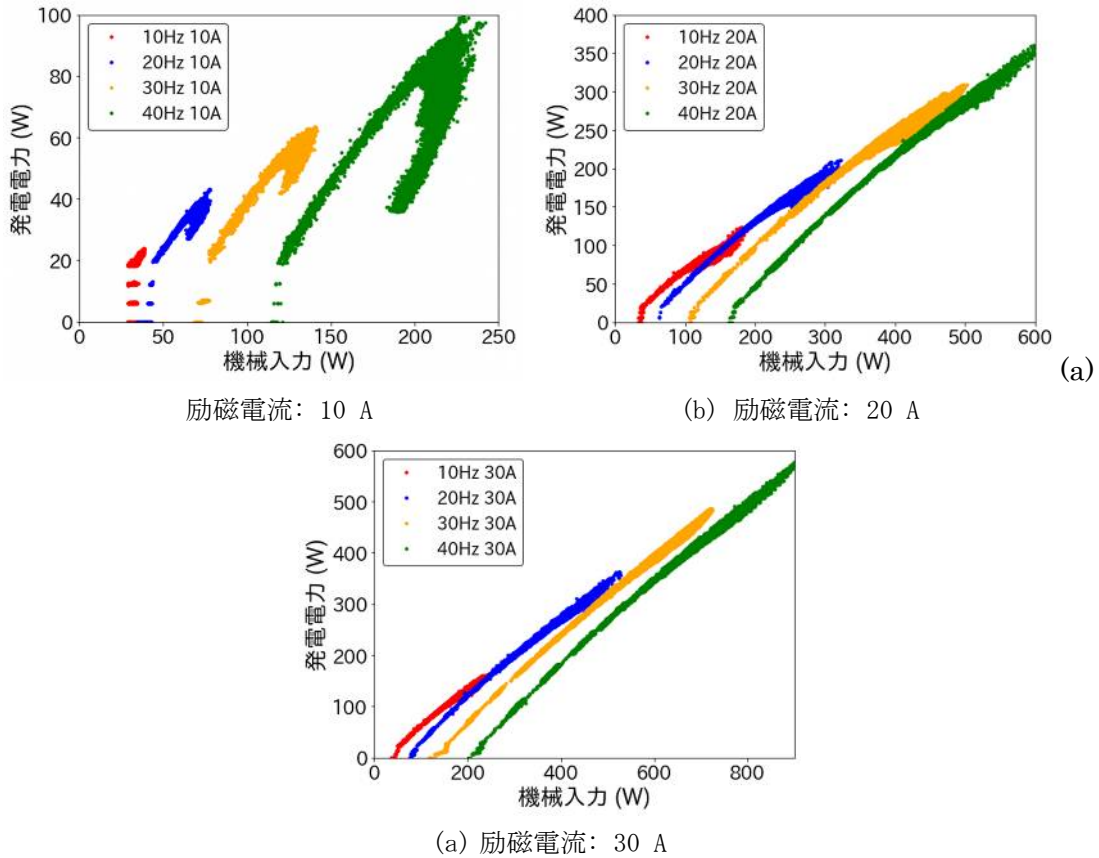 100
80
60
40
20
0
発電電力 (W)
10Hz 10A
20Hz 10A
30Hz 10A
40Hz 10A
0 50 100 150 200 250
機械入力 (W)
400
350
300
250
200
150
100
50
0
発電電力 (W)
10Hz 20A
20Hz 20A
30Hz 20A
40Hz 20A
0 100 200 300 400 500 600
機械入力 (W)
(a)
励磁電流: 10 A
(b) 励磁電流: 20 A
600
500
400
300
200
100
0
発電電力 (W)
10Hz 30A
20Hz 30A
30Hz 30A
40Hz 30A
0 200 400 600 800
機械入力 (W)
(a) 励磁電流: 30 A